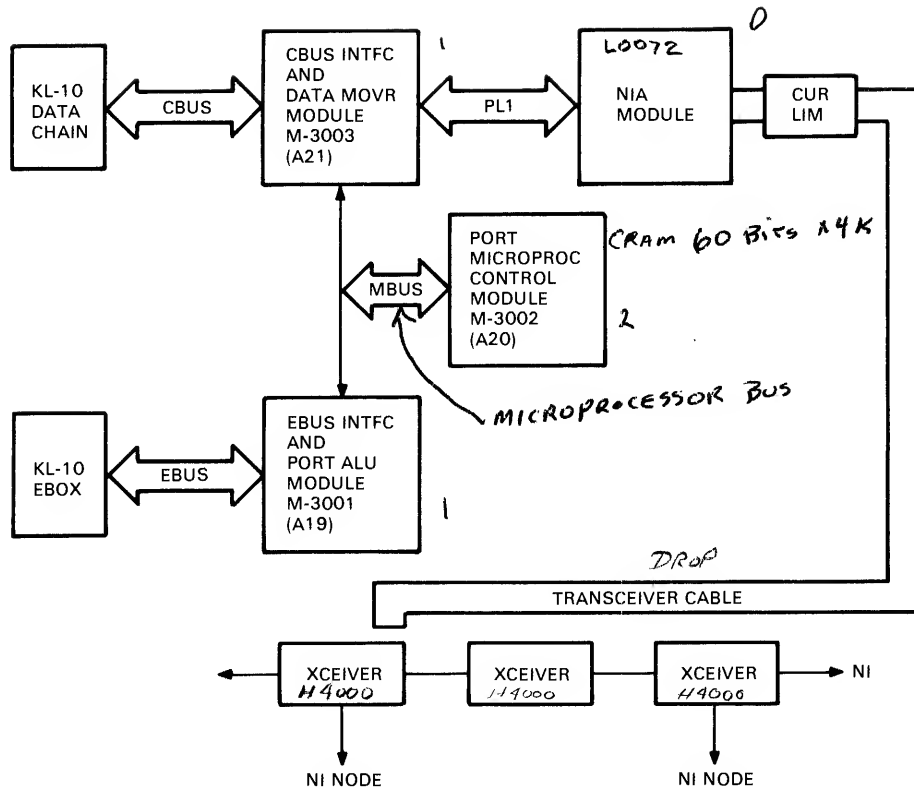 KL-10
DATA
CHAIN
CBUS
CBUS INTFC
AND
DATA MOVR
MODULE
M-3003
(A21)
1
PL1
L0072
NIA
MODULE
0
CUR
LIM
MBUS
PORT
MICROPROC
CONTROL
MODULE
M-3002
(A20)
CRAM 60 BITS x4K
2
MICROPROCESSOR BUS
KL-10
EBOX
EBUS
EBUS INTFC
AND
PORT ALU
MODULE
M-3001
(A19)
1
DROP
TRANSCEIVER CABLE
XCEIVER
H4000
XCEIVER
H4000
XCEIVER
H4000
NI
NI NODE
NI NODE